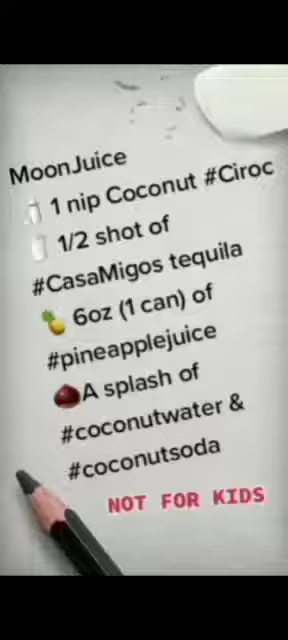 MoonJuice
🥛 1 nip Coconut #Ciroc
🥛 1/2 shot of
#CasaMigos tequila
🍍 6oz (1 can) of
#pineapplejuice
🌰A splash of
#coconutwater &
#coconutsoda
NOT FOR KIDS